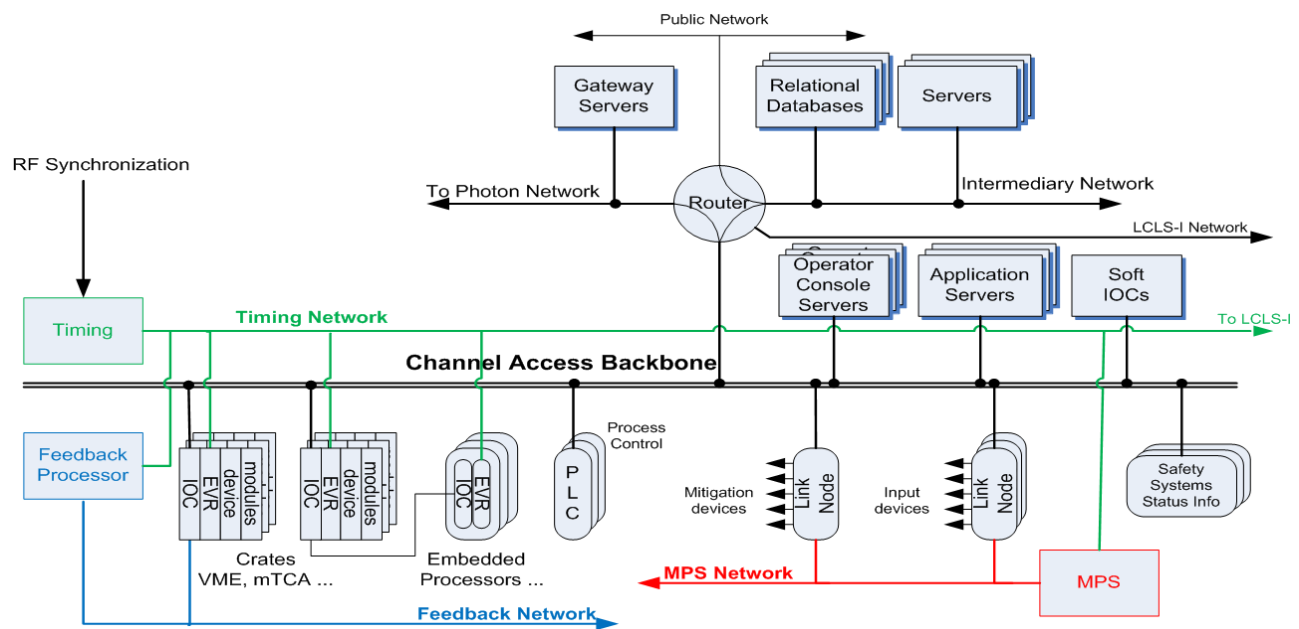 Public Network
Gateway
Servers
Relational
Databases
Servers
RF Synchronization
To Photon Network
Router
Intermediary Network
LCLS-I Network
Operator
Console
Servers
Application
Servers
Soft
IOCs
Timing
Timing Network
To LCLS-I
Channel Access Backbone
Feedback
Processor
IOC
EVR
device
modules
IOC
EVR
device
modules
IOC
EVR
PLC
Process
Control
Mitigation
devices
Link
Node
Input
devices
Link
Node
Safety
Systems
Status Info
Crates
VME, mTCA ...
Embedded
Processors ...
MPS Network
MPS
Feedback Network